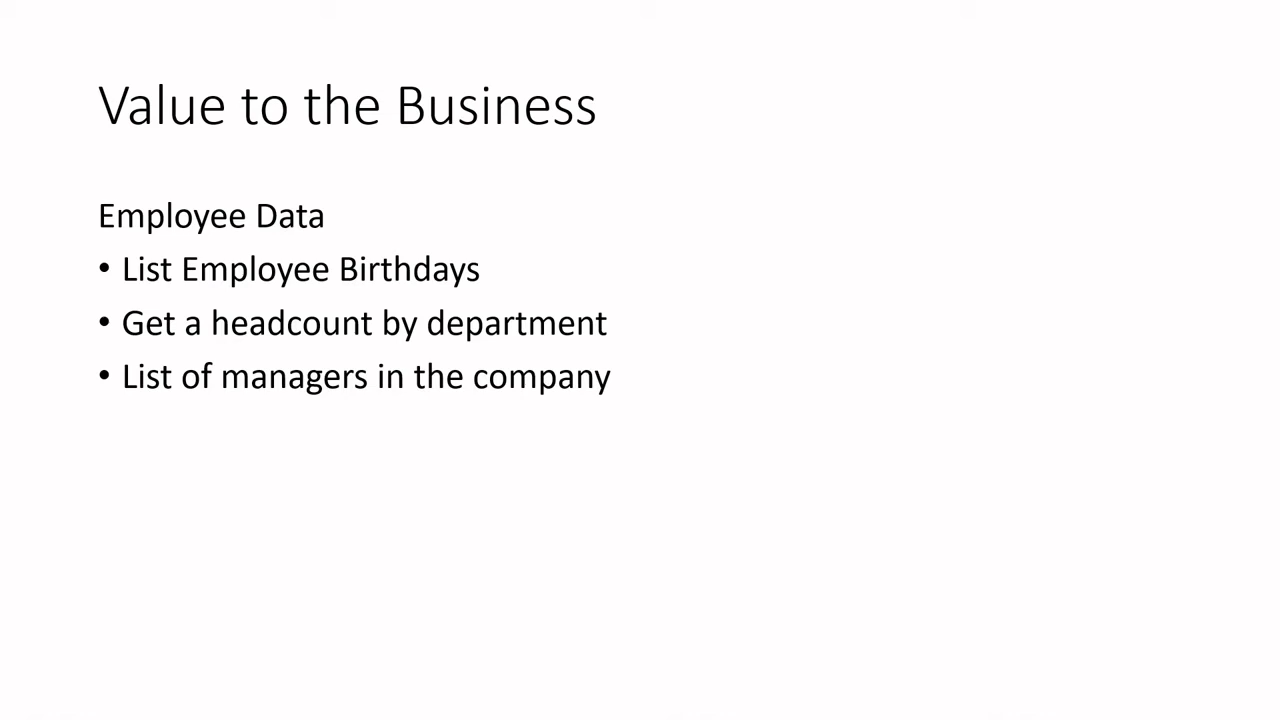 Value to the Business
Employee Data
• List Employee Birthdays
• Get a headcount by department
• List of managers in the company